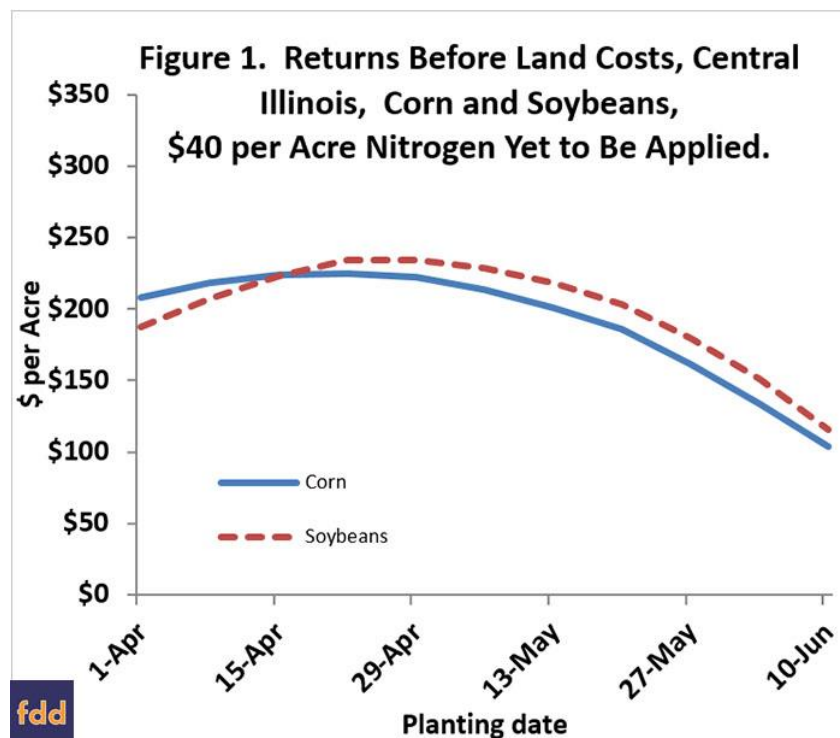 Figure 1.  Returns Before Land Costs, Central
Illinois,  Corn and Soybeans,
$40 per Acre Nitrogen Yet to Be Applied.
$350
$300
$250
$200
$150
$100
$50
$0
$ per Acre
Corn
Soybeans
1-Apr
15-Apr
29-Apr
13-May
27-May
10-Jun
Planting date
fdd